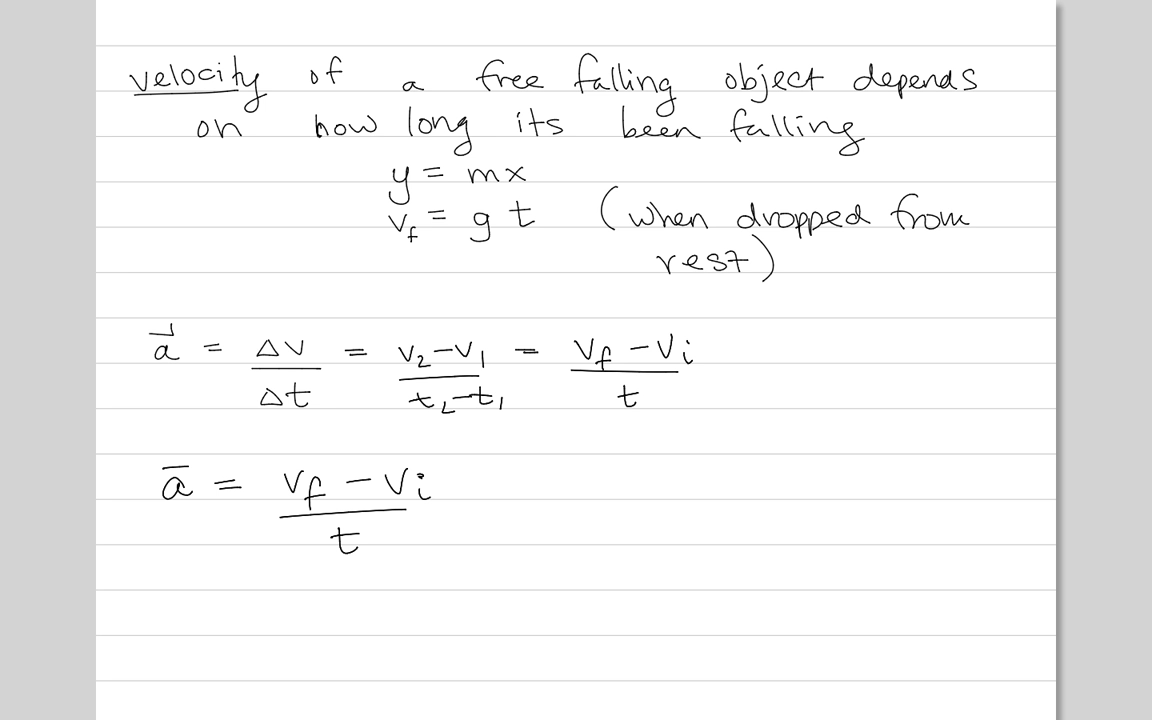 velocity of a free falling object depends
on how long its been falling
y = mx
v_f = g t (when dropped from
rest)
a⃗ = Δv/Δt = (v₂-v₁)/(t₂-t₁) = (v_f - v_i)/t
a̅ = (v_f - v_i)/t